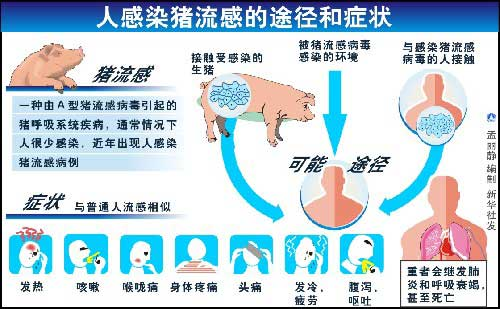 人感染猪流感的途径和症状
猪流感
一种由A型猪流感病毒引起的
猪呼吸系统疾病，通常情况下
人很少感染，近年出现人感染
猪流感病例
接触受感染的
生猪
被猪流感病毒
感染的环境
与感染猪流感
病毒的人接触
可能 途径
症状 与普通人流感相似
发热
咳嗽
喉咙痛
身体疼痛
头痛
发冷、
疲劳
腹泻、
呕吐
重者会继发肺
炎和呼吸衰竭，
甚至死亡
孟丽静 编制 新华社发